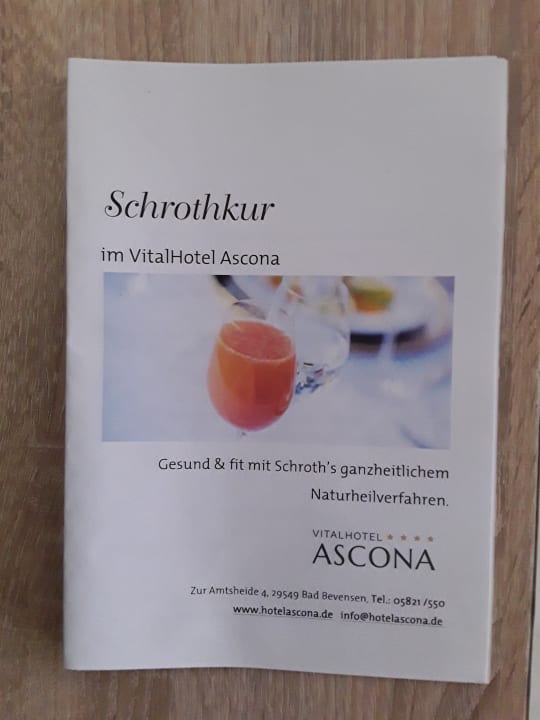 Schrothkur
im VitalHotel Ascona
Gesund & fit mit Schroth's ganzheitlichem
Naturheilverfahren.
VITALHOTEL ★★★★
ASCONA
Zur Amtsheide 4, 29549 Bad Bevensen, Tel.: 05821 /550
www.hotelascona.de info@hotelascona.de